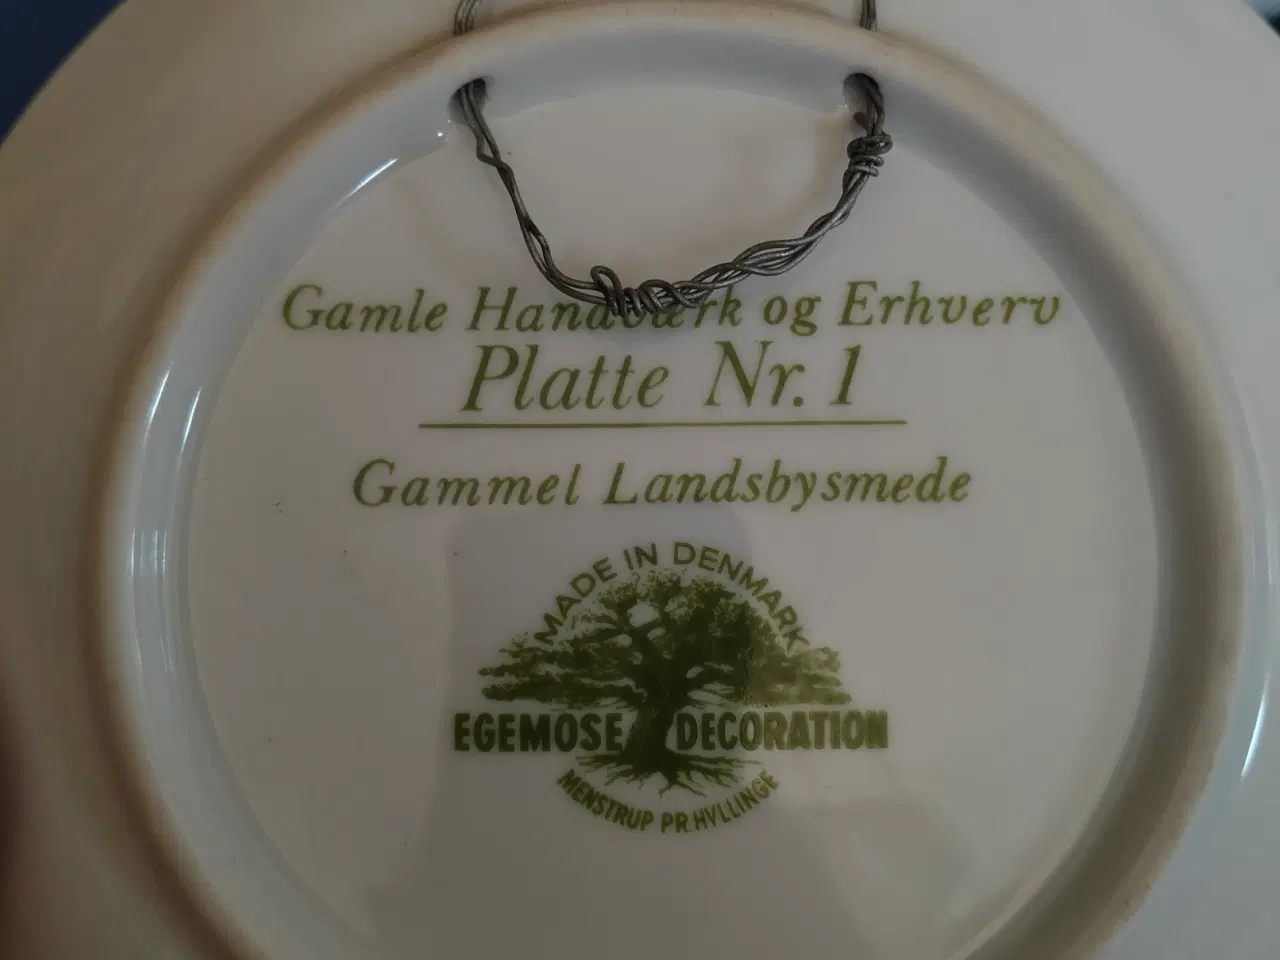 Gamle Handværk og Erhverv
Platte Nr. 1
Gammel Landsbysmede
MADE IN DENMARK
EGEMOSE DECORATION
MENSTRUP PR. HYLLINGE